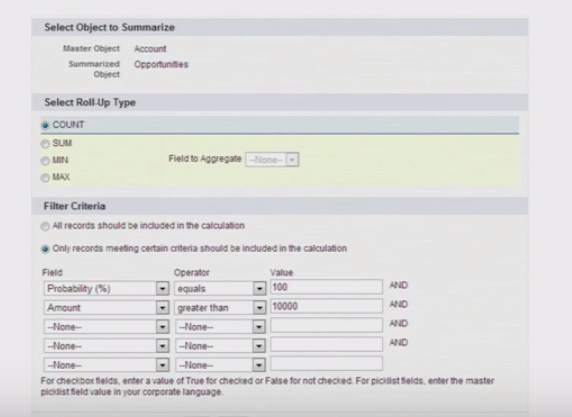 Select Object to Summarize
Master Object Account
Summarized Object Opportunities
Select Roll-Up Type
COUNT
SUM
MIN Field to Aggregate --None--
MAX
Filter Criteria
All records should be included in the calculation
Only records meeting certain criteria should be included in the calculation
Field Operator Value
Probability (%) equals 100 AND
Amount greater than 10000 AND
--None-- --None-- AND
--None-- --None-- AND
--None-- --None--
For checkbox fields, enter a value of True for checked or False for not checked. For picklist fields, enter the master
picklist field value in your corporate language.